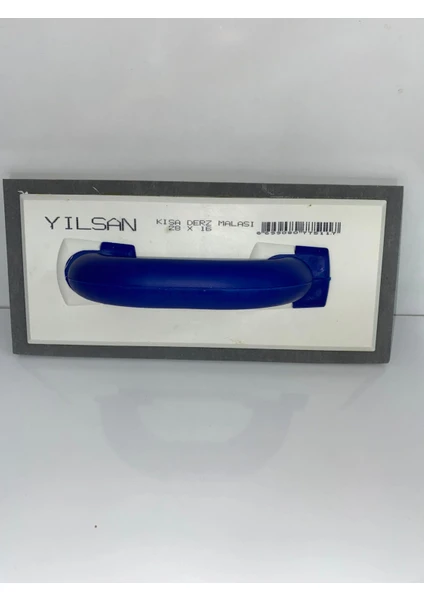 YILSAN
KISA DERZ MALASI
28 X 16